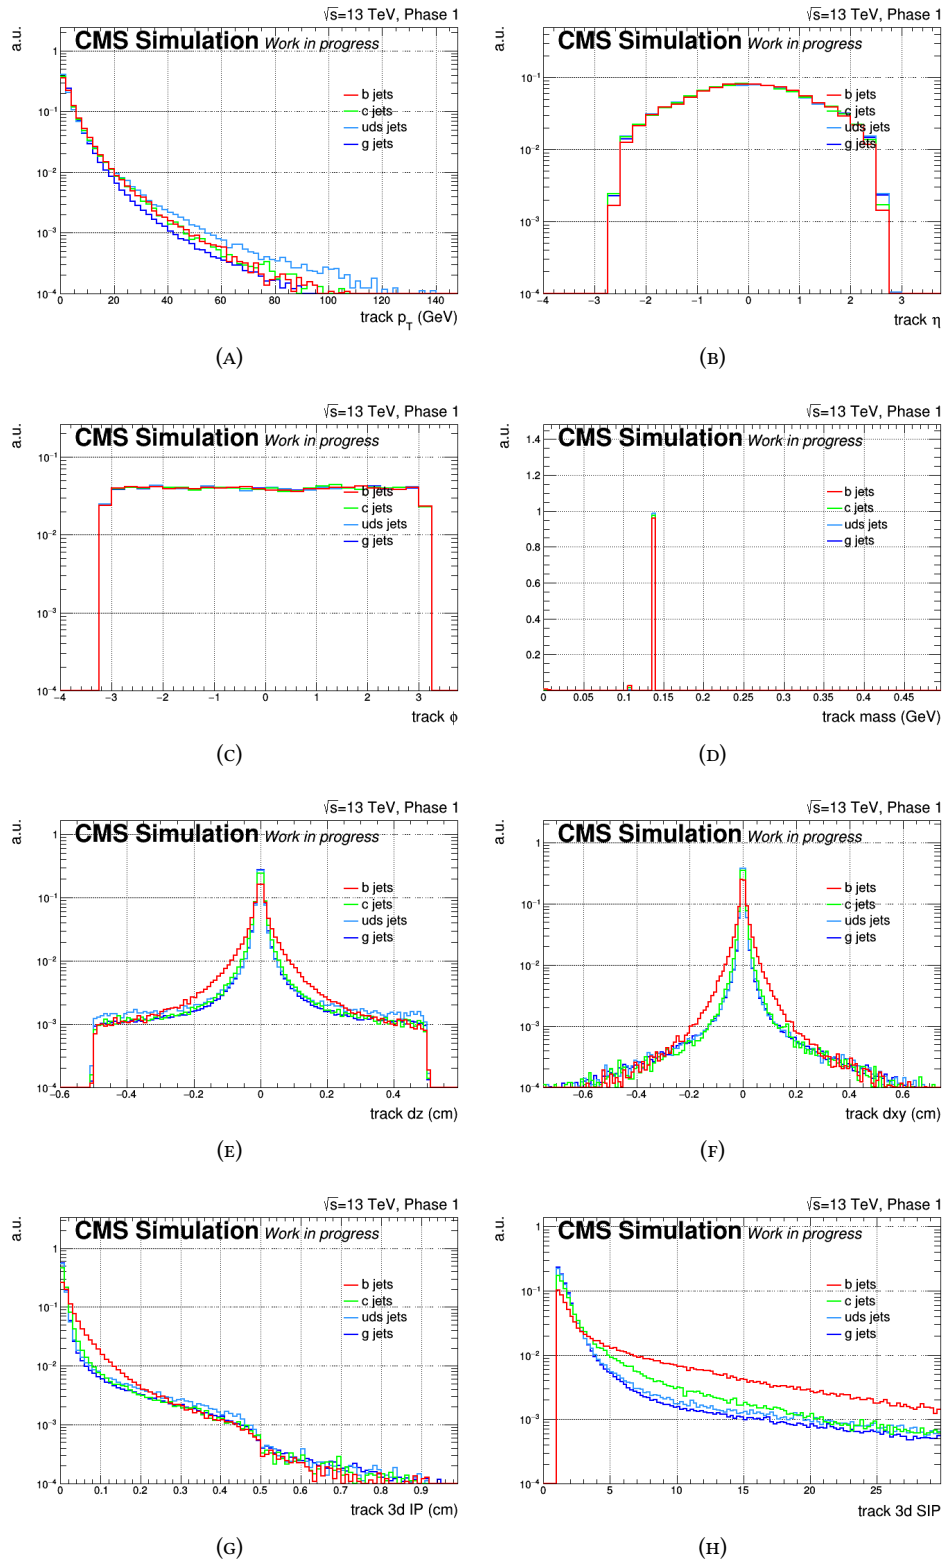 √s=13 TeV, Phase 1
a.u.
CMS Simulation Work in progress
1
b jets
c jets
uds jets
g jets
10⁻¹
10⁻²
10⁻³
10⁻⁴
0 20 40 60 80 100 120 140
track p_T (GeV)
(A)
√s=13 TeV, Phase 1
a.u.
CMS Simulation Work in progress
b jets
c jets
uds jets
g jets
10⁻¹
10⁻²
10⁻³
10⁻⁴
−4 −3 −2 −1 0 1 2 3
track η
(B)
√s=13 TeV, Phase 1
a.u.
CMS Simulation Work in progress
10⁻¹
b jets
c jets
uds jets
g jets
10⁻²
10⁻³
10⁻⁴
−4 −3 −2 −1 0 1 2 3
track ϕ
(C)
√s=13 TeV, Phase 1
a.u.
CMS Simulation Work in progress
1.4
1.2
b jets
c jets
uds jets
g jets
1
0.8
0.6
0.4
0.2
0 0.05 0.1 0.15 0.2 0.25 0.3 0.35 0.4 0.45
track mass (GeV)
(D)
√s=13 TeV, Phase 1
a.u.
CMS Simulation Work in progress
1
b jets
c jets
uds jets
g jets
10⁻¹
10⁻²
10⁻³
10⁻⁴
−0.6 −0.4 −0.2 0 0.2 0.4
track dz (cm)
(E)
√s=13 TeV, Phase 1
a.u.
CMS Simulation Work in progress
1
b jets
c jets
uds jets
g jets
10⁻¹
10⁻²
10⁻³
10⁻⁴
−0.6 −0.4 −0.2 0 0.2 0.4 0.6
track dxy (cm)
(F)
√s=13 TeV, Phase 1
a.u.
CMS Simulation Work in progress
1
b jets
c jets
uds jets
g jets
10⁻¹
10⁻²
10⁻³
10⁻⁴
0 0.1 0.2 0.3 0.4 0.5 0.6 0.7 0.8 0.9
track 3d IP (cm)
(G)
√s=13 TeV, Phase 1
a.u.
CMS Simulation Work in progress
1
b jets
c jets
uds jets
g jets
10⁻¹
10⁻²
10⁻³
10⁻⁴
0 5 10 15 20 25
track 3d SIP
(H)